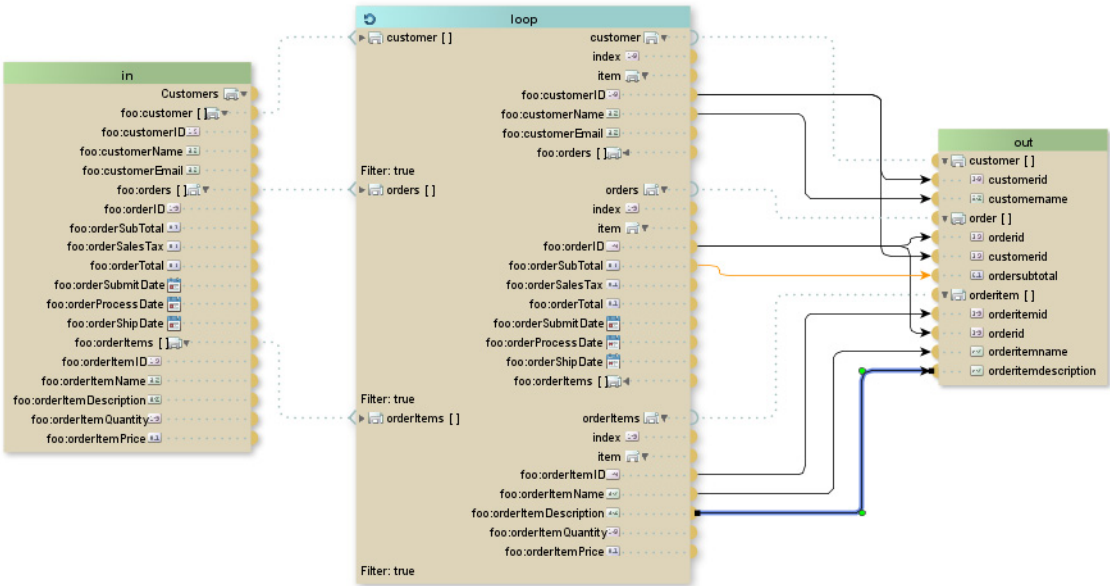 in
Customers
foo:customer [ ]
foo:customerID
foo:customerName
foo:customerEmail
foo:orders [ ]
foo:orderID
foo:orderSubTotal
foo:orderSalesTax
foo:orderTotal
foo:orderSubmitDate
foo:orderProcessDate
foo:orderShipDate
foo:orderItems [ ]
foo:orderItemID
foo:orderItemName
foo:orderItemDescription
foo:orderItemQuantity
foo:orderItemPrice
loop
customer [ ] customer
index
item
foo:customerID
foo:customerName
foo:customerEmail
foo:orders [ ]
Filter: true
orders [ ] orders
index
item
foo:orderID
foo:orderSubTotal
foo:orderSalesTax
foo:orderTotal
foo:orderSubmitDate
foo:orderProcessDate
foo:orderShipDate
foo:orderItems [ ]
Filter: true
orderItems [ ] orderItems
index
item
foo:orderItemID
foo:orderItemName
foo:orderItemDescription
foo:orderItemQuantity
foo:orderItemPrice
Filter: true
out
customer [ ]
customerid
customername
order [ ]
orderid
customerid
ordersubtotal
orderitem [ ]
orderitemid
orderid
orderitemname
orderitemdescription